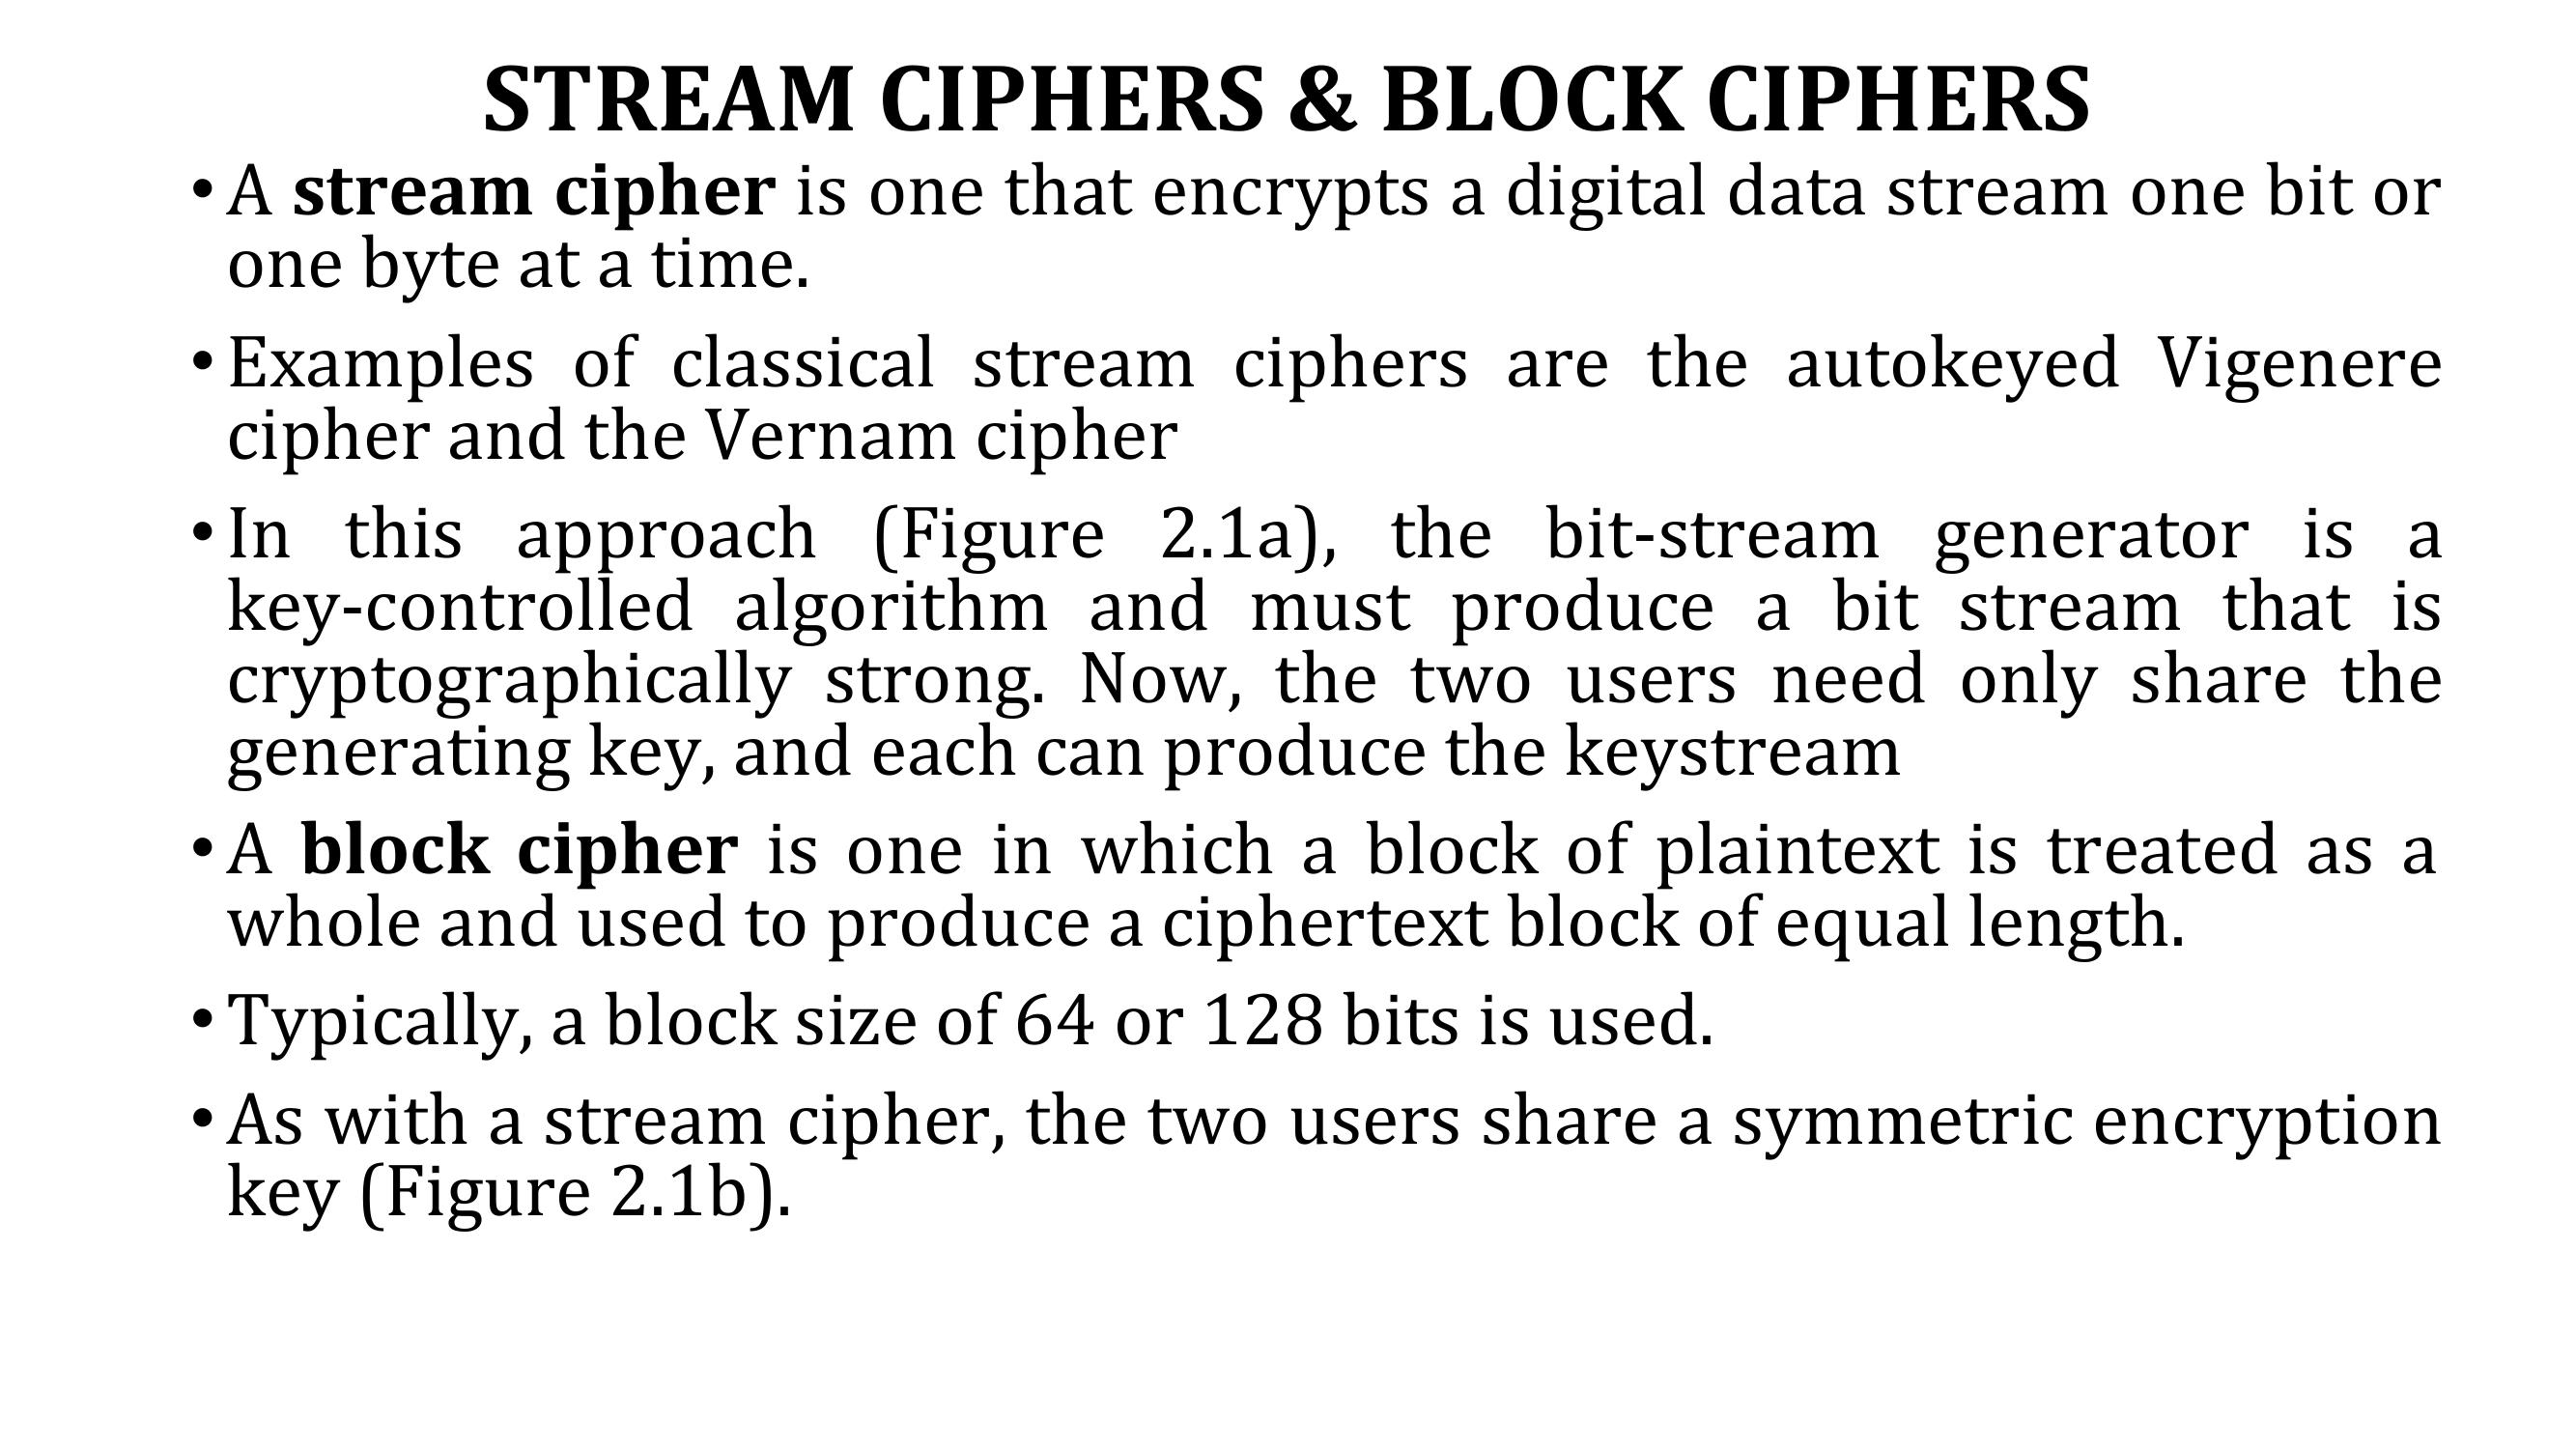 STREAM CIPHERS & BLOCK CIPHERS
• A stream cipher is one that encrypts a digital data stream one bit or
one byte at a time.
• Examples of classical stream ciphers are the autokeyed Vigenere
cipher and the Vernam cipher
• In this approach (Figure 2.1a), the bit-stream generator is a
key-controlled algorithm and must produce a bit stream that is
cryptographically strong. Now, the two users need only share the
generating key, and each can produce the keystream
• A block cipher is one in which a block of plaintext is treated as a
whole and used to produce a ciphertext block of equal length.
• Typically, a block size of 64 or 128 bits is used.
• As with a stream cipher, the two users share a symmetric encryption
key (Figure 2.1b).